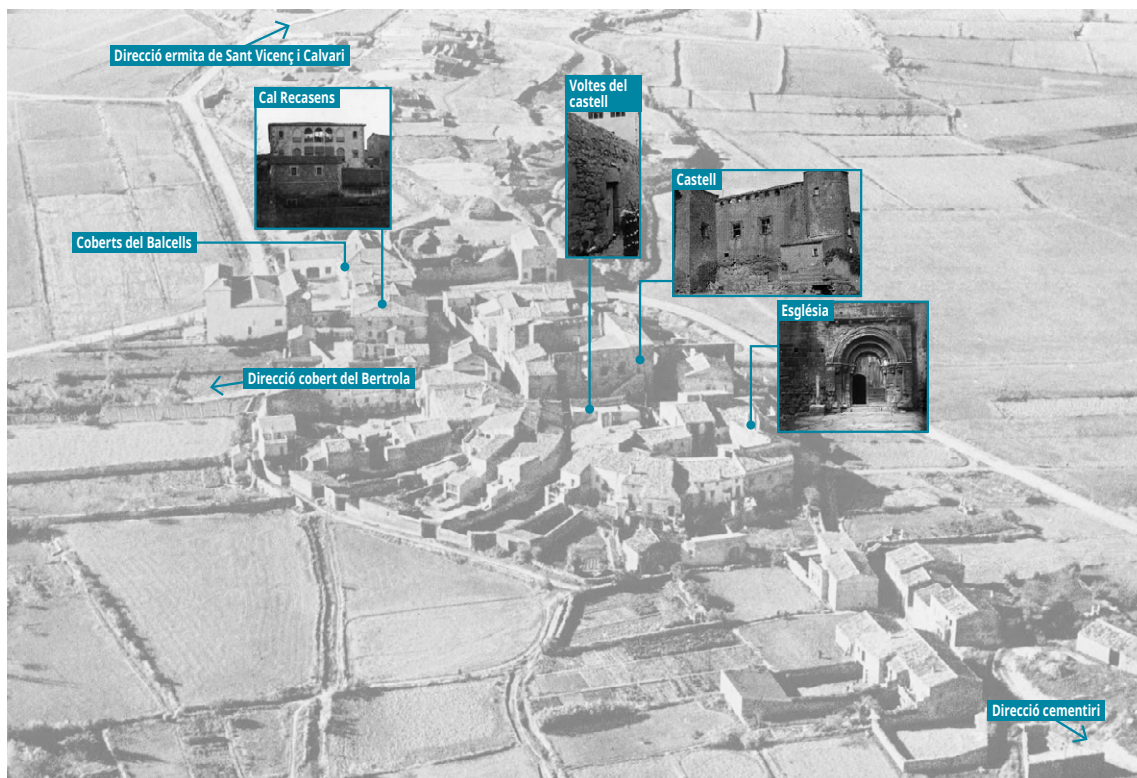 Direcció ermita de Sant Vicenç i Calvari
Cal Recasens
Voltes del
castell
Castell
Coberts del Balcells
Església
Direcció cobert del Bertrola
Direcció cementiri